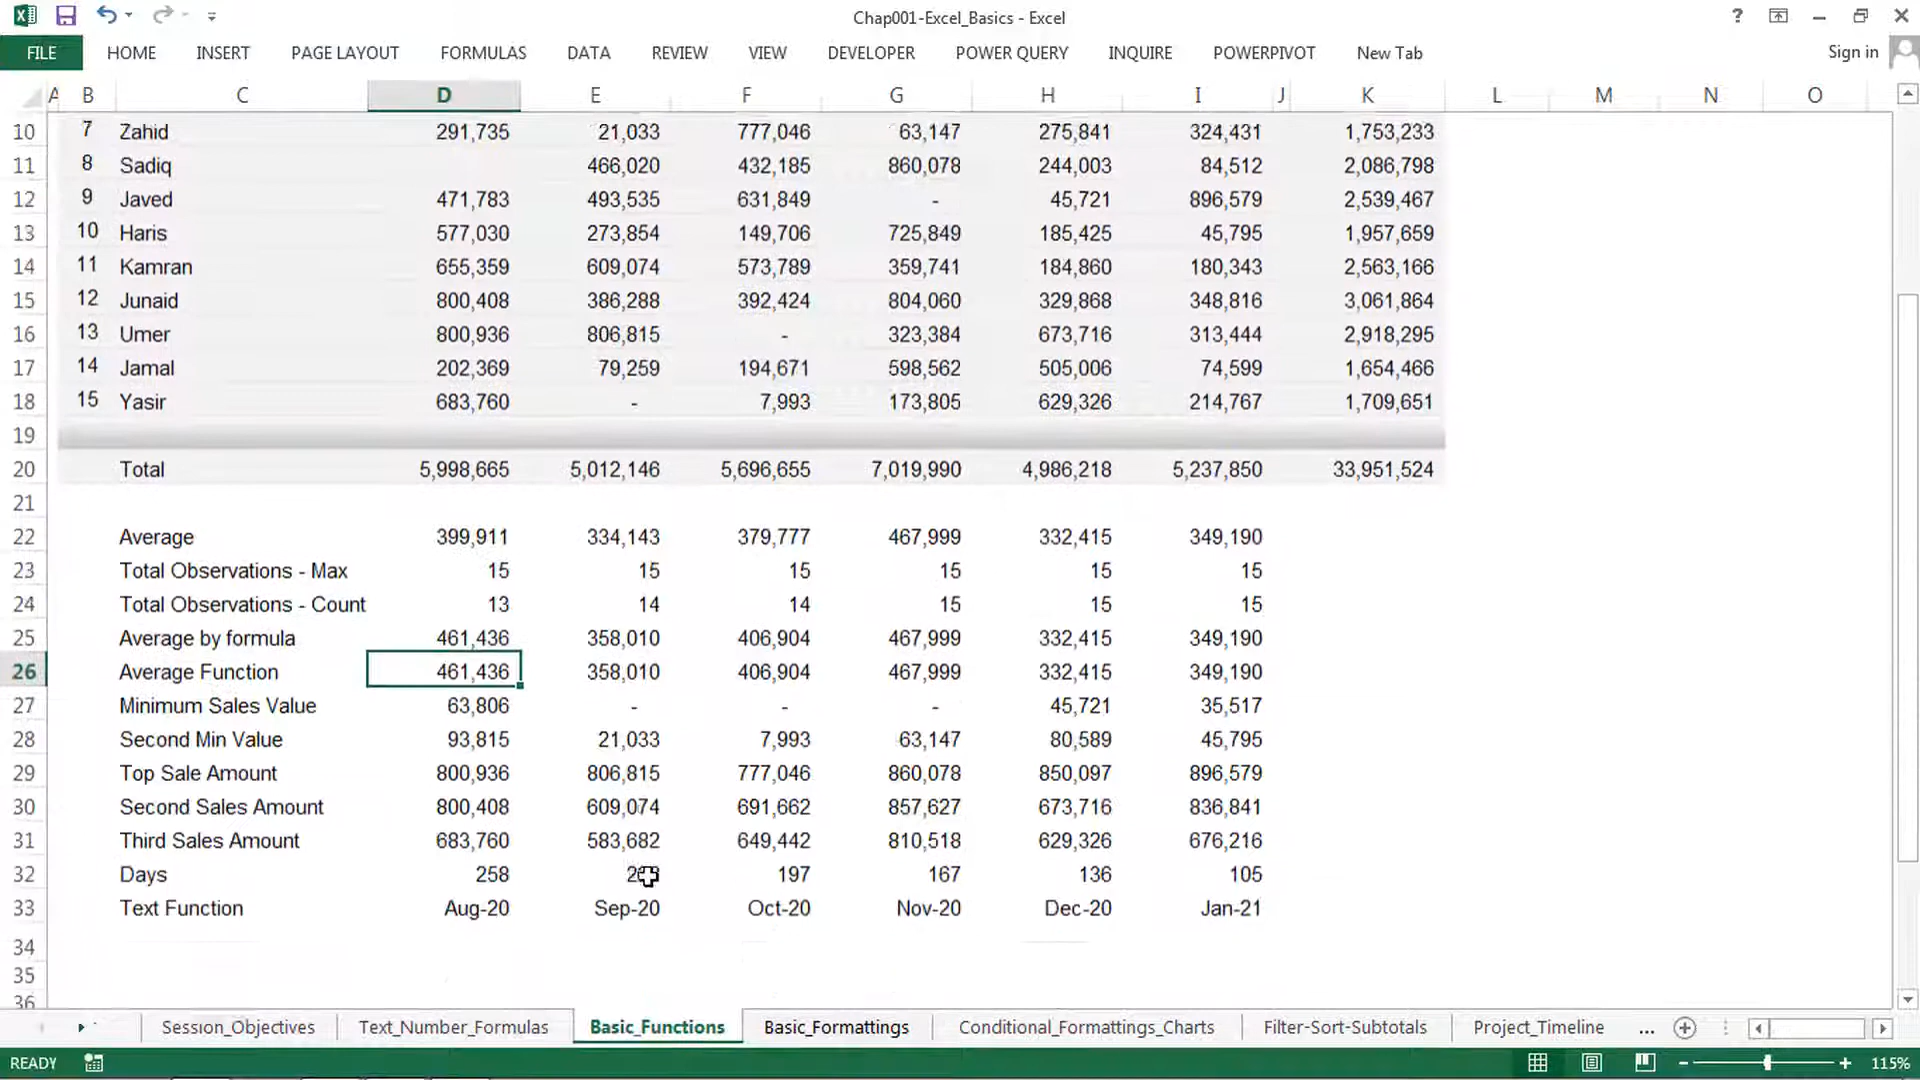 Chap001-Excel_Basics - Excel
?
FILE HOME INSERT PAGE LAYOUT FORMULAS DATA REVIEW VIEW DEVELOPER POWER QUERY INQUIRE POWERPIVOT New Tab Sign in
A B C D E F G H I J K L M N O
10 7 Zahid 291,735 21,033 777,046 63,147 275,841 324,431 1,753,233
11 8 Sadiq 466,020 432,185 860,078 244,003 84,512 2,086,798
12 9 Javed 471,783 493,535 631,849 - 45,721 896,579 2,539,467
13 10 Haris 577,030 273,854 149,706 725,849 185,425 45,795 1,957,659
14 11 Kamran 655,359 609,074 573,789 359,741 184,860 180,343 2,563,166
15 12 Junaid 800,408 386,288 392,424 804,060 329,868 348,816 3,061,864
16 13 Umer 800,936 806,815 - 323,384 673,716 313,444 2,918,295
17 14 Jamal 202,369 79,259 194,671 598,562 505,006 74,599 1,654,466
18 15 Yasir 683,760 - 7,993 173,805 629,326 214,767 1,709,651
19
20 Total 5,998,665 5,012,146 5,696,655 7,019,990 4,986,218 5,237,850 33,951,524
21
22 Average 399,911 334,143 379,777 467,999 332,415 349,190
23 Total Observations - Max 15 15 15 15 15 15
24 Total Observations - Count 13 14 14 15 15 15
25 Average by formula 461,436 358,010 406,904 467,999 332,415 349,190
26 Average Function 461,436 358,010 406,904 467,999 332,415 349,190
27 Minimum Sales Value 63,806 - - - 45,721 35,517
28 Second Min Value 93,815 21,033 7,993 63,147 80,589 45,795
29 Top Sale Amount 800,936 806,815 777,046 860,078 850,097 896,579
30 Second Sales Amount 800,408 609,074 691,662 857,627 673,716 836,841
31 Third Sales Amount 683,760 583,682 649,442 810,518 629,326 676,216
32 Days 258 197 167 136 105
33 Text Function Aug-20 Sep-20 Oct-20 Nov-20 Dec-20 Jan-21
34
35
36
Session_Objectives Text_Number_Formulas Basic_Functions Basic_Formattings Conditional_Formattings_Charts Filter-Sort-Subtotals Project_Timeline ...
READY 115%